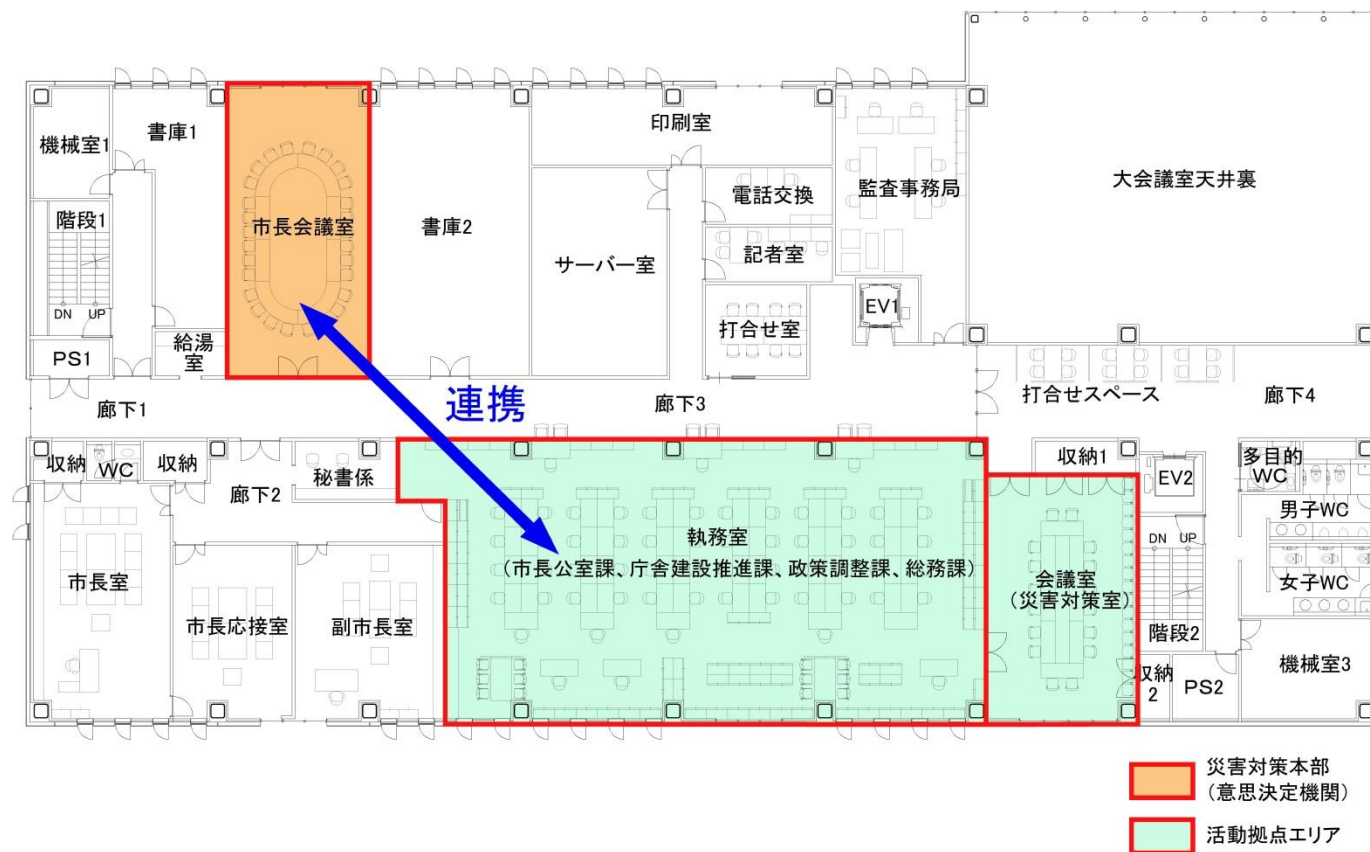 機械室1
書庫1
階段1
DN UP
PS1
給湯
室
市長会議室
書庫2
印刷室
サーバー室
電話交換
記者室
打合せ室
監査事務局
EV1
大会議室天井裏
連携
廊下1
廊下3
打合せスペース
廊下4
収納
WC
収納
廊下2
秘書係
市長室
市長応接室
副市長室
執務室
(市長公室課、庁舎建設推進課、政策調整課、総務課)
収納1
会議室
(災害対策室)
EV2
DN UP
階段2
収納
2
PS2
多目的
WC
男子WC
女子WC
機械室3
災害対策本部
(意思決定機関)
活動拠点エリア